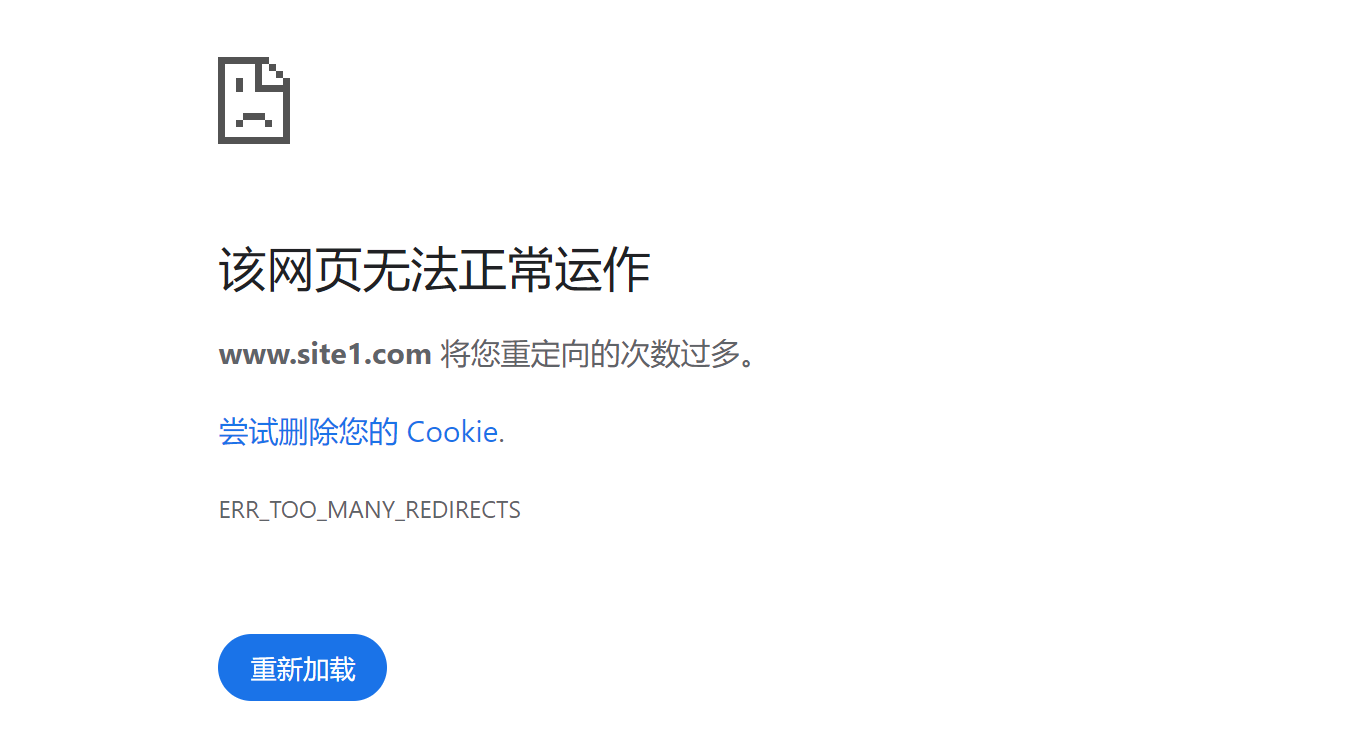 该网页无法正常运作
www.site1.com 将您重定向的次数过多。
尝试删除您的 Cookie.
ERR_TOO_MANY_REDIRECTS
重新加载